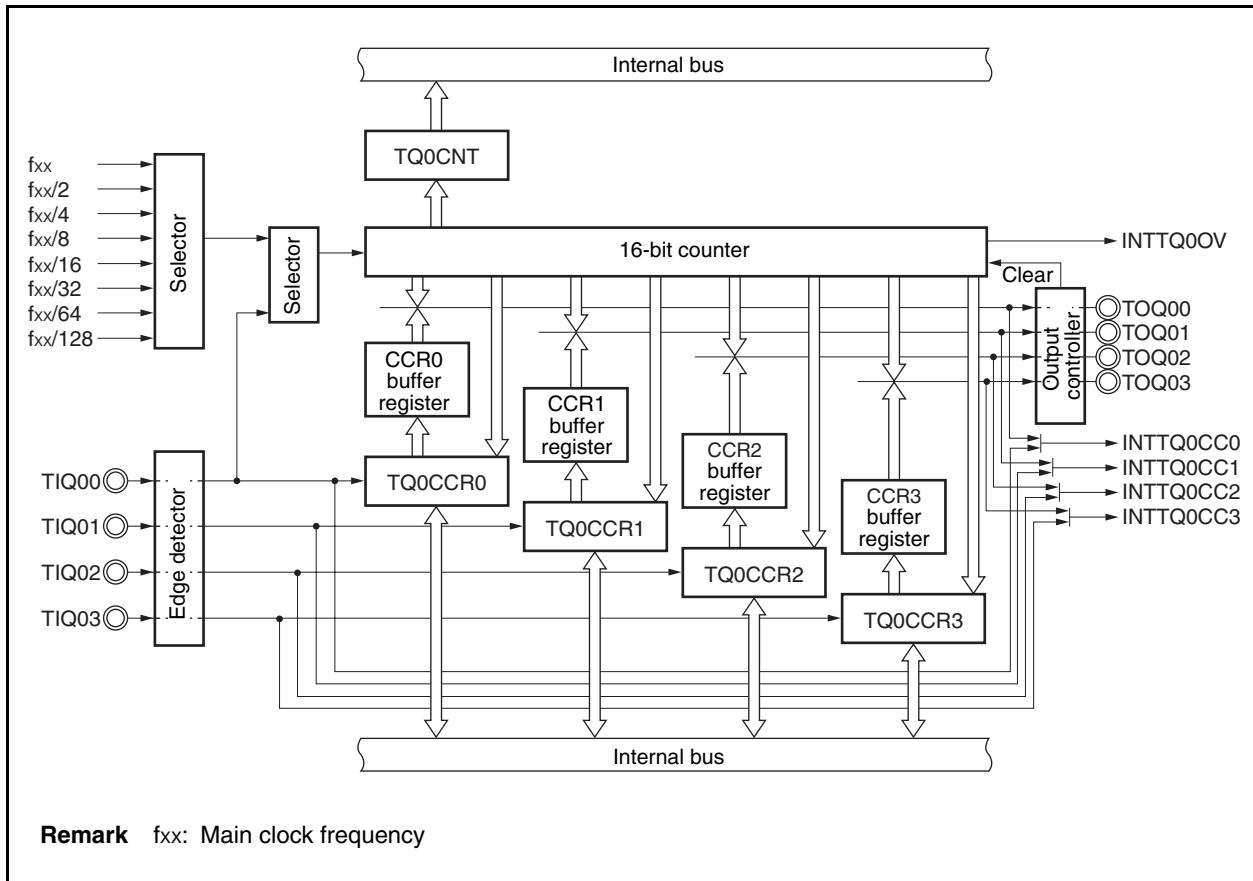 Internal bus
TQ0CNT
fxx
fxx/2
fxx/4
fxx/8
fxx/16
fxx/32
fxx/64
fxx/128
Selector
Selector
16-bit counter
INTTQ0OV
Clear
Output
controller
TOQ00
TOQ01
TOQ02
TOQ03
CCR0
buffer
register
CCR1
buffer
register
CCR2
buffer
register
CCR3
buffer
register
INTTQ0CC0
INTTQ0CC1
INTTQ0CC2
INTTQ0CC3
TIQ00
TIQ01
TIQ02
TIQ03
Edge detector
TQ0CCR0
TQ0CCR1
TQ0CCR2
TQ0CCR3
Internal bus
Remark fxx: Main clock frequency